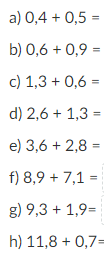 a) 0,4 + 0,5 =
b) 0,6 + 0,9 =
c) 1,3 + 0,6 =
d) 2,6 + 1,3 =
e) 3,6 + 2,8 =
f) 8,9 + 7,1 =
g) 9,3 + 1,9=
h) 11,8 + 0,7=